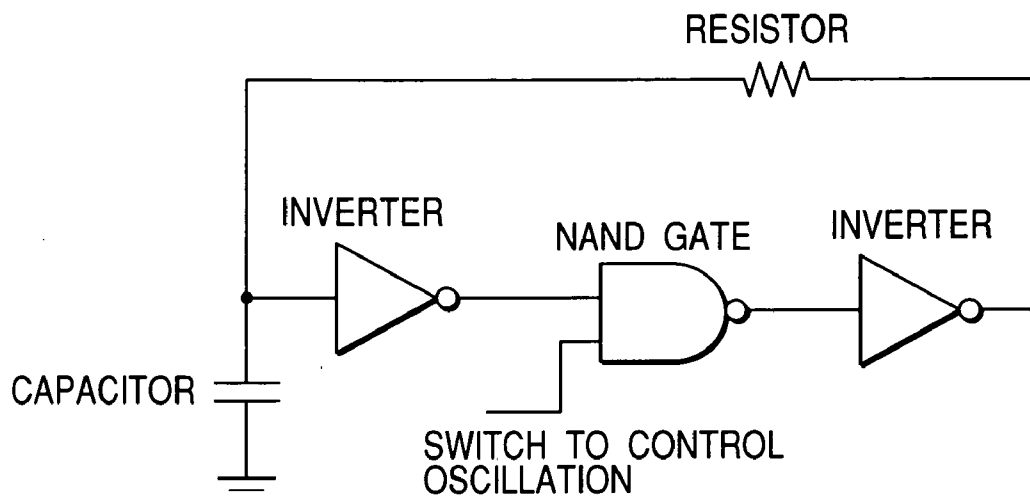 RESISTOR
INVERTER
NAND GATE
INVERTER
CAPACITOR
SWITCH TO CONTROL
OSCILLATION